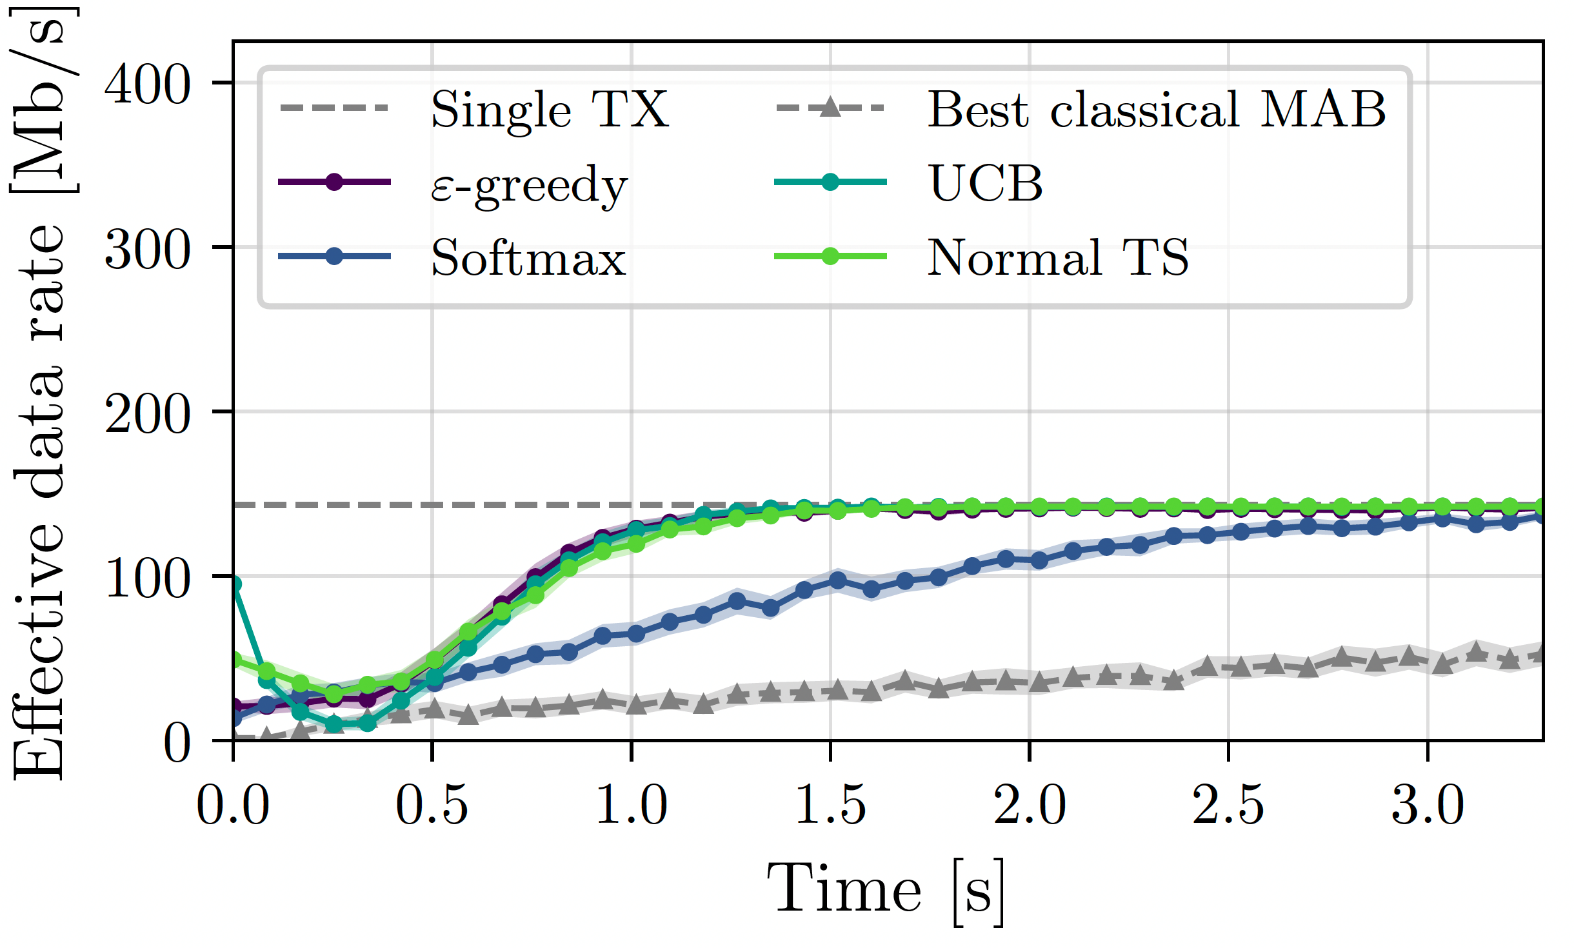 Effective data rate [Mb/s]
400
300
200
100
0
Single TX
ε-greedy
Softmax
Best classical MAB
UCB
Normal TS
0.0 0.5 1.0 1.5 2.0 2.5 3.0
Time [s]